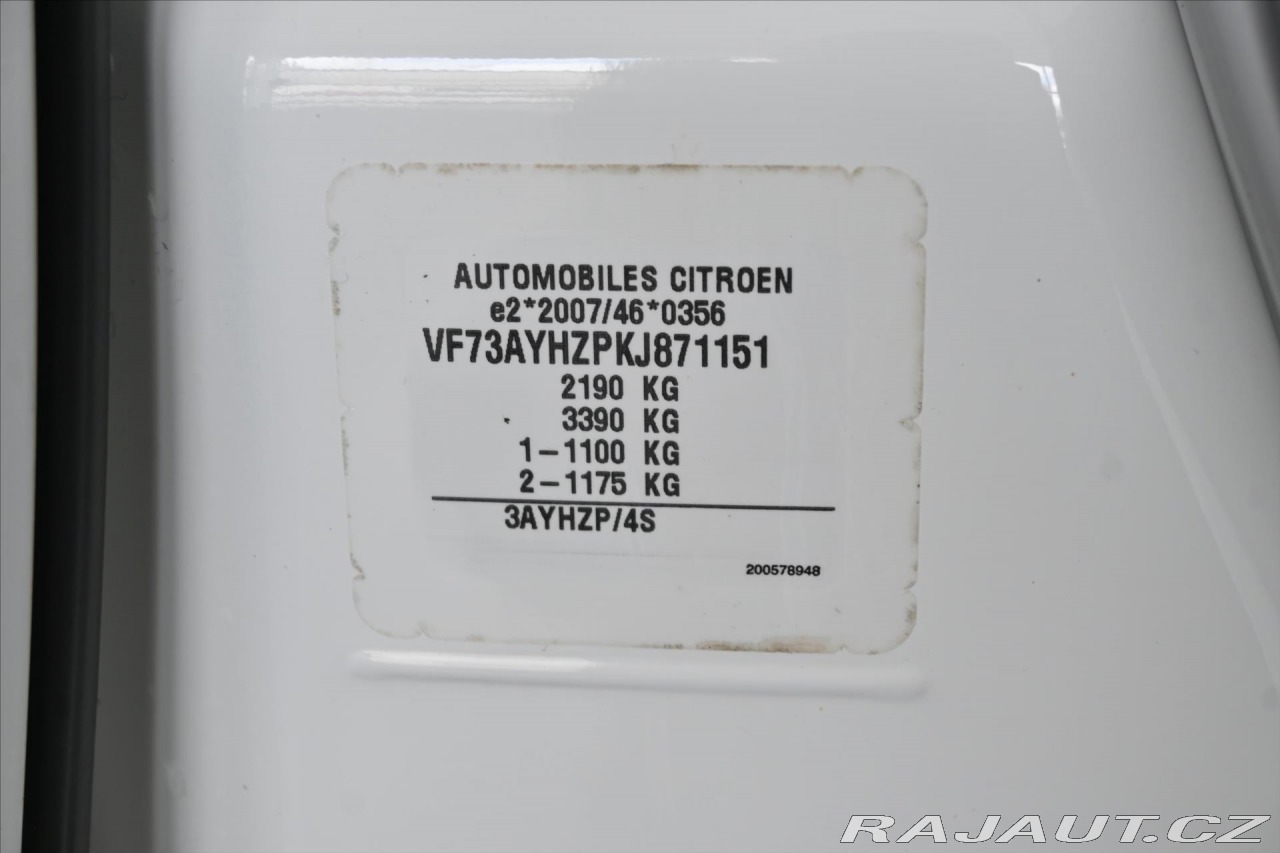 AUTOMOBILES CITROEN
e2*2007/46*0356
VF73AYHZPKJ871151
2190 KG
3390 KG
1-1100 KG
2-1175 KG
3AYHZP/4S
200578948
RAJAUT.CZ